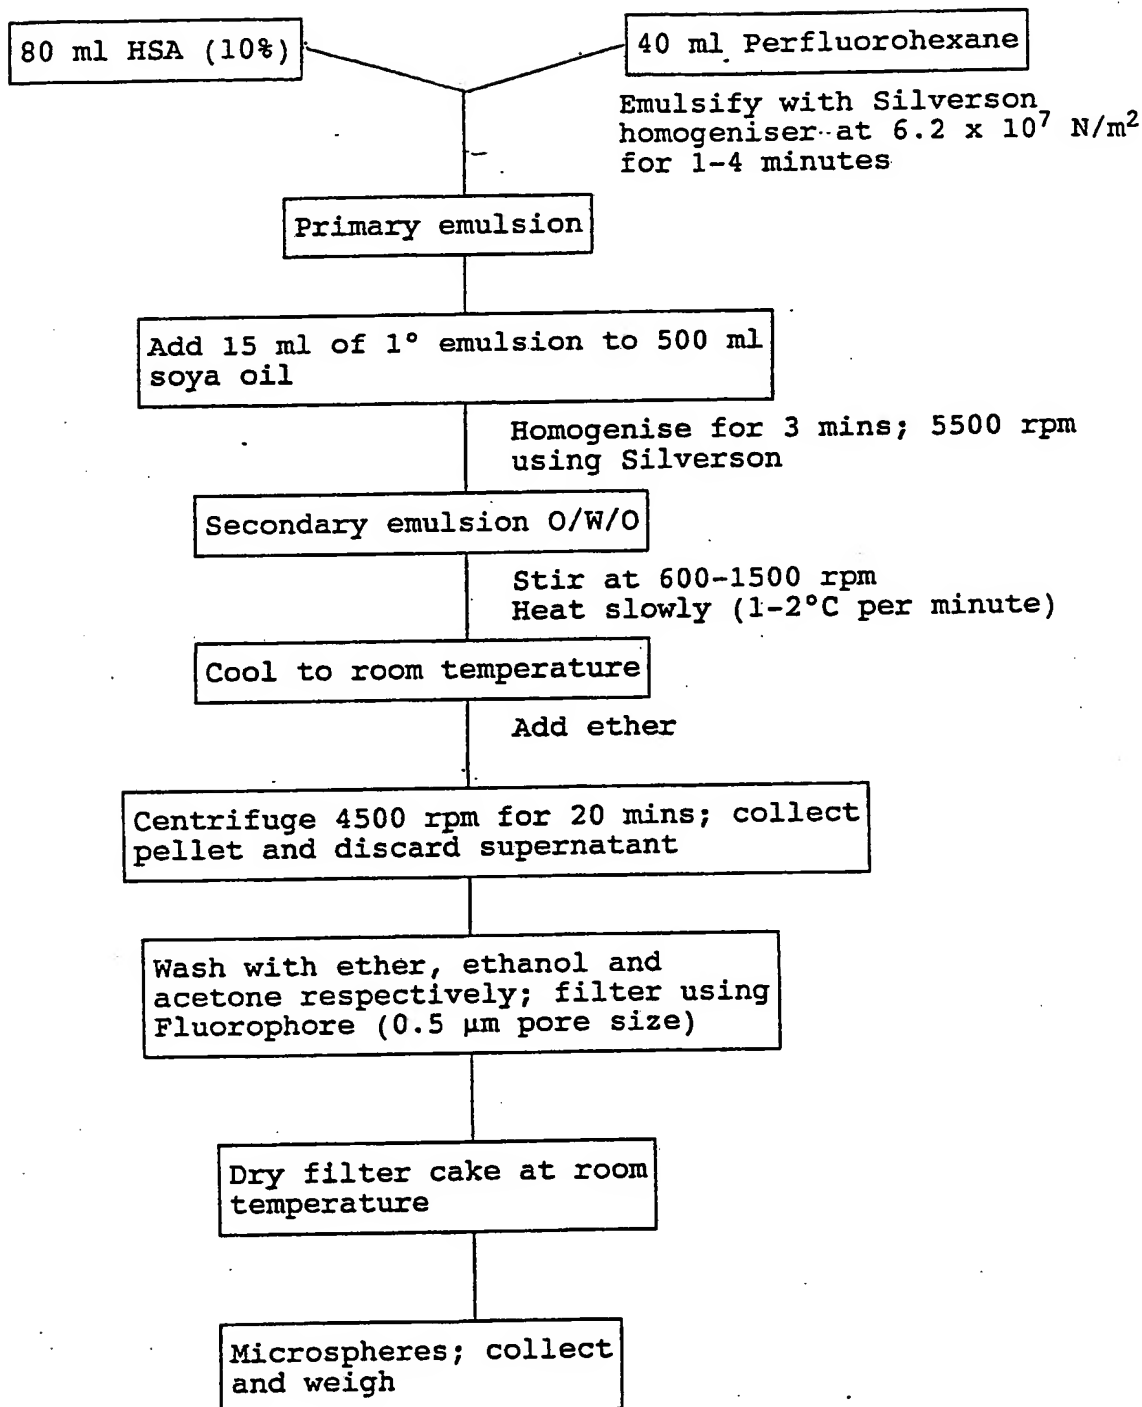 80 ml HSA (10%)
40 ml Perfluorohexane
Emulsify with Silverson
homogeniser at 6.2 x 10⁷ N/m²
for 1-4 minutes
Primary emulsion
Add 15 ml of 1° emulsion to 500 ml
soya oil
Homogenise for 3 mins; 5500 rpm
using Silverson
Secondary emulsion O/W/O
Stir at 600-1500 rpm
Heat slowly (1-2°C per minute)
Cool to room temperature
Add ether
Centrifuge 4500 rpm for 20 mins; collect
pellet and discard supernatant
Wash with ether, ethanol and
acetone respectively; filter using
Fluorophore (0.5 µm pore size)
Dry filter cake at room
temperature
Microspheres; collect
and weigh